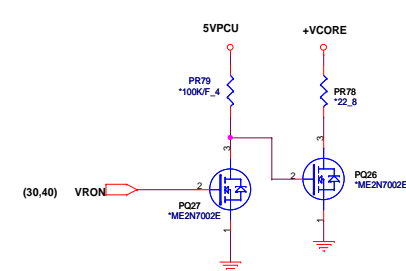 5VPCU
+VCORE
PR79
*100K/F_4
PR78
*22_8
3
3
2
PQ26
*ME2N7002E
(30,40)
VRON
2
PQ27
*ME2N7002E
1
1